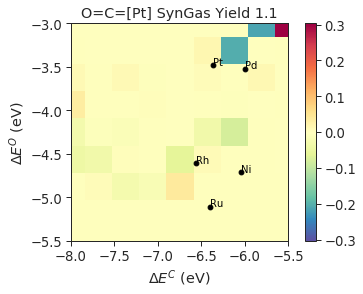 O=C=[Pt] SynGas Yield 1.1
ΔE^O (eV)
−3.0
−3.5
−4.0
−4.5
−5.0
−5.5
Pt
Pd
Rh
Ni
Ru
−8.0 −7.5 −7.0 −6.5 −6.0 −5.5
ΔE^C (eV)
0.3
0.2
0.1
0.0
−0.1
−0.2
−0.3